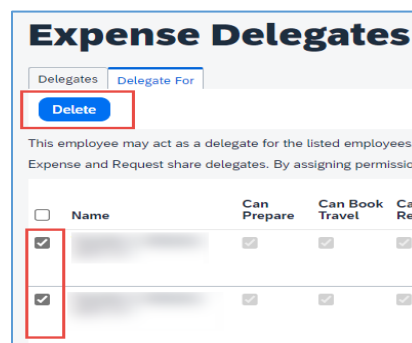 Expense Delegates
Delegates Delegate For
Delete
This employee may act as a delegate for the listed employees
Expense and Request share delegates. By assigning
Name Can Prepare Can Book Travel